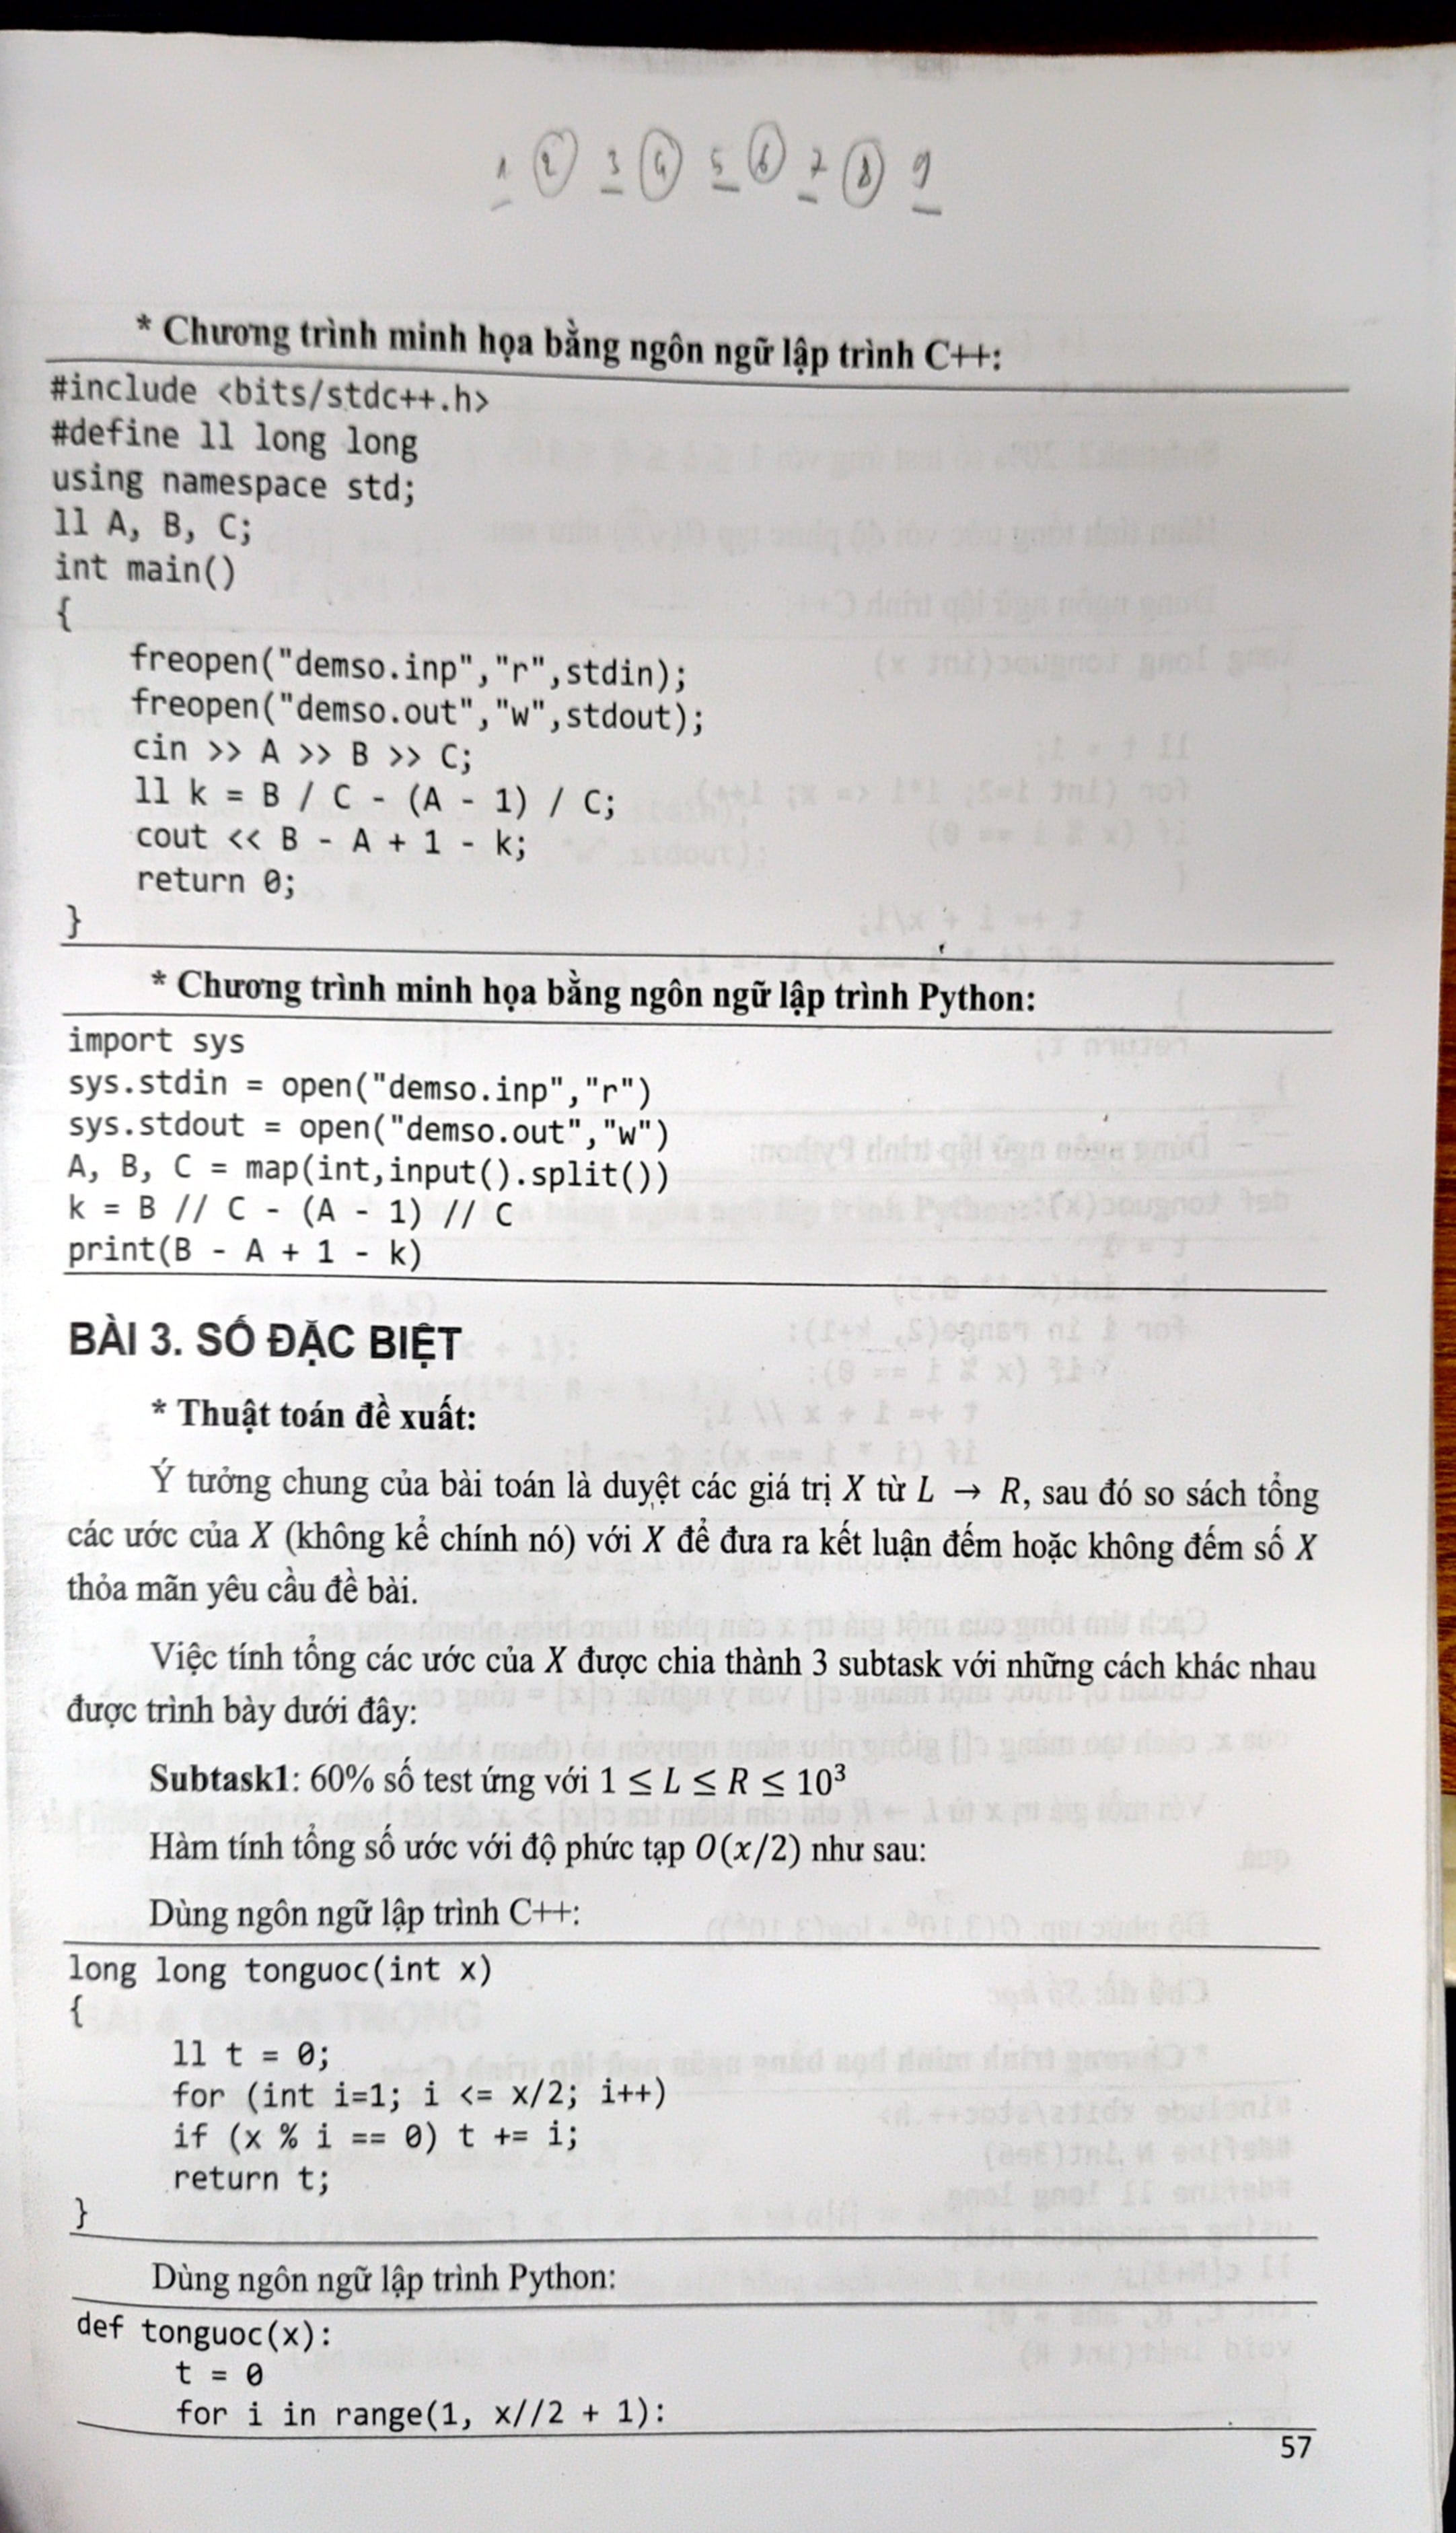 1 2 3 4 5 6 7 8 9
* Chương trình minh họa bằng ngôn ngữ lập trình C++:
#include <bits/stdc++.h>
#define ll long long
using namespace std;
ll A, B, C;
int main()
{
freopen("demso.inp","r",stdin);
freopen("demso.out","w",stdout);
cin >> A >> B >> C;
ll k = B / C - (A - 1) / C;
cout << B - A + 1 - k;
return 0;
}
* Chương trình minh họa bằng ngôn ngữ lập trình Python:
import sys
sys.stdin = open("demso.inp","r")
sys.stdout = open("demso.out","w")
A, B, C = map(int,input().split())
k = B // C - (A - 1) // C
print(B - A + 1 - k)
BÀI 3. SỐ ĐẶC BIỆT
* Thuật toán đề xuất:
Ý tưởng chung của bài toán là duyệt các giá trị X từ L → R, sau đó so sách tổng
các ước của X (không kể chính nó) với X để đưa ra kết luận đếm hoặc không đếm số X
thỏa mãn yêu cầu đề bài.
Việc tính tổng các ước của X được chia thành 3 subtask với những cách khác nhau
được trình bày dưới đây:
Subtask1: 60% số test ứng với 1 ≤ L ≤ R ≤ 10³
Hàm tính tổng số ước với độ phức tạp O(x/2) như sau:
Dùng ngôn ngữ lập trình C++:
long long tonguoc(int x)
{
ll t = 0;
for (int i=1; i <= x/2; i++)
if (x % i == 0) t += i;
return t;
}
Dùng ngôn ngữ lập trình Python:
def tonguoc(x):
t = 0
for i in range(1, x//2 + 1):
57